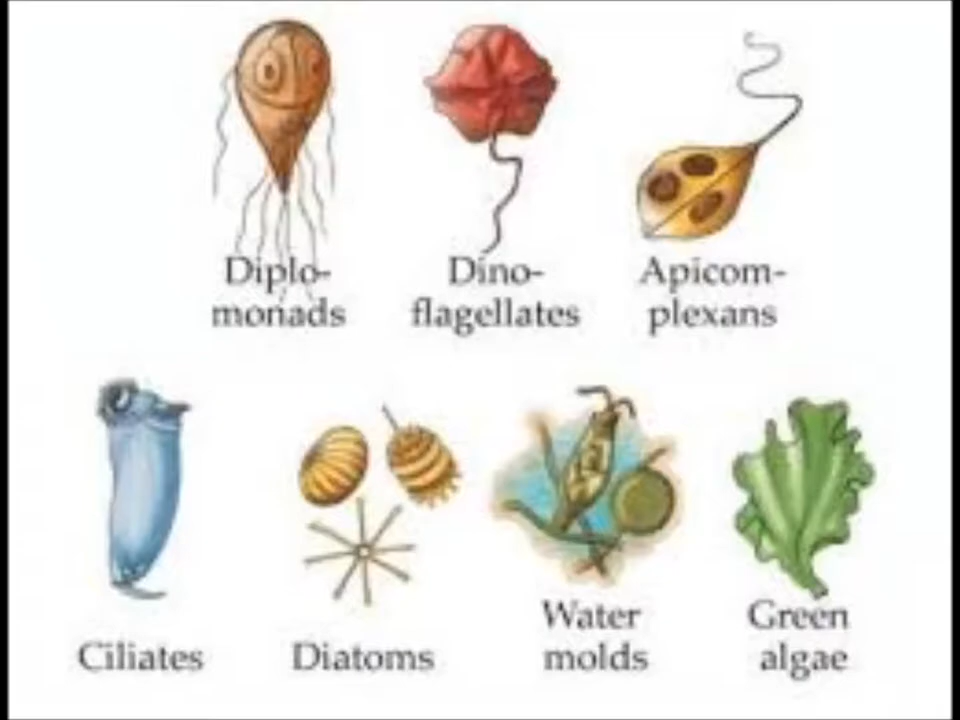 Diplo-
monads
Dino-
flagellates
Apicom-
plexans
Ciliates
Diatoms
Water
molds
Green
algae